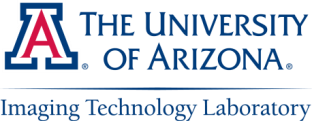 A® THE UNIVERSITY
OF ARIZONA®
Imaging Technology Laboratory